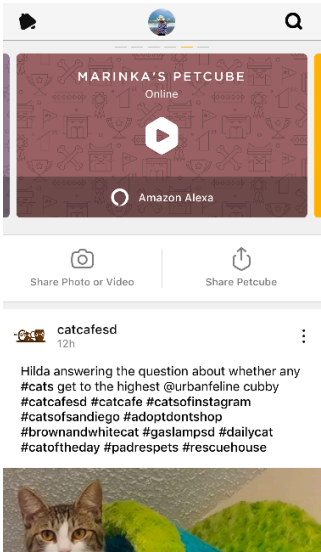 MARINKA'S PETCUBE
Online
Amazon Alexa
Share Photo or Video
Share Petcube
catcafesd
12h
Hilda answering the question about whether any
#cats get to the highest @urbanfeline cubby
#catcafesd #catcafe #catsofinstagram
#catsofsandiego #adoptdontshop
#brownandwhitecat #gaslampsd #dailycat
#catoftheday #padrespets #rescuehouse